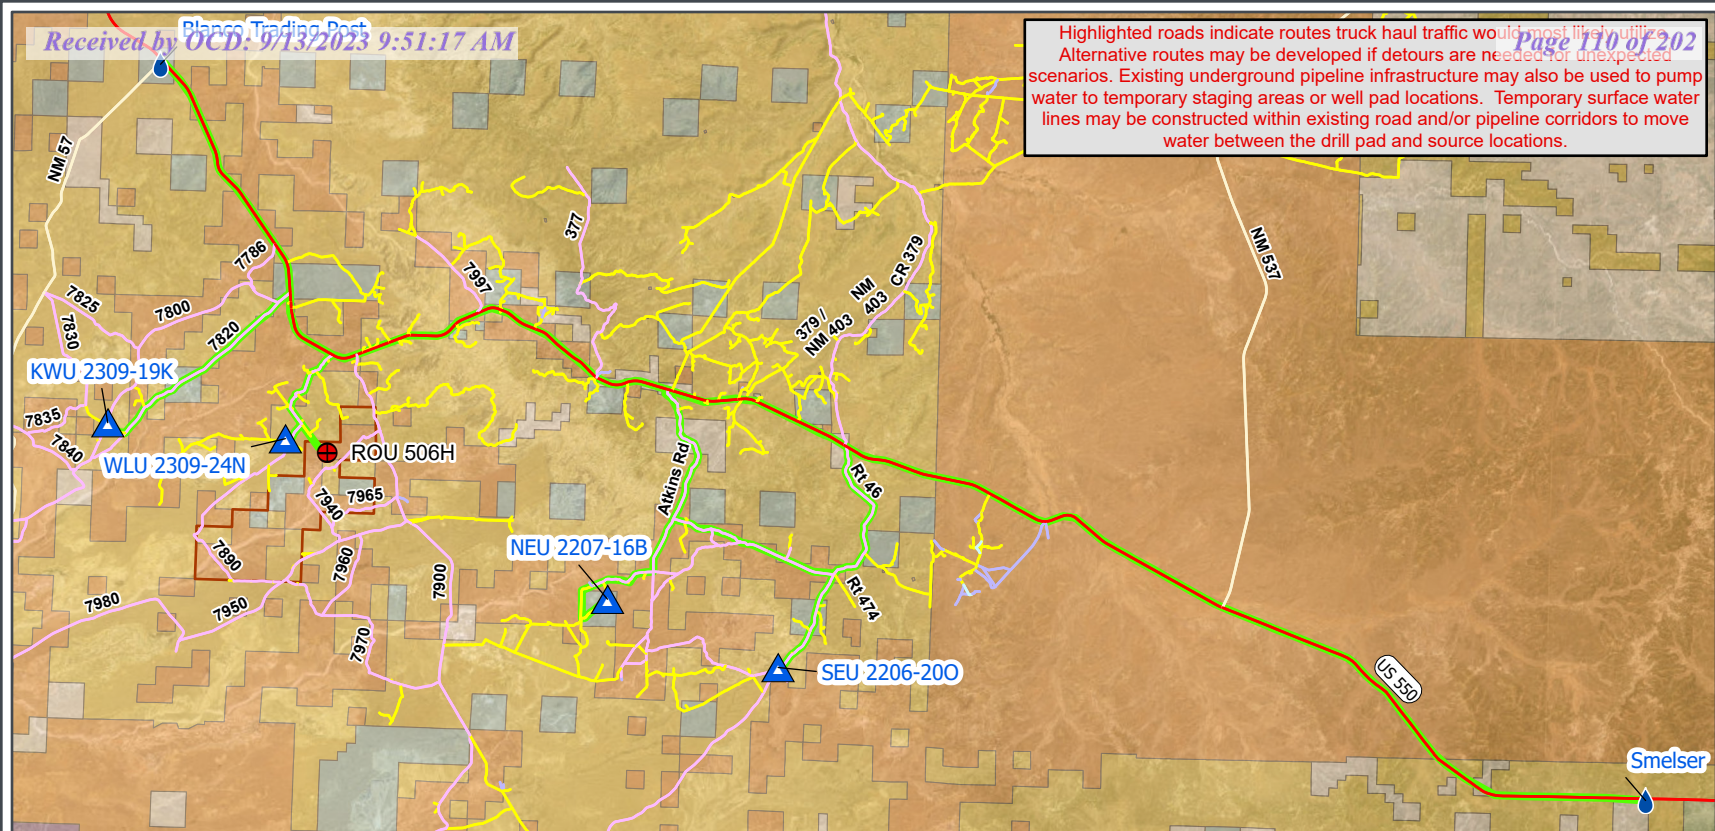 Blanco Trading Post
Received by OCD: 9/13/2023 9:51:17 AM
Page 110 of 202
Highlighted roads indicate routes truck haul traffic would most likely utilize.
Alternative routes may be developed if detours are needed for unexpected
scenarios. Existing underground pipeline infrastructure may also be used to pump
water to temporary staging areas or well pad locations. Temporary surface water
lines may be constructed within existing road and/or pipeline corridors to move
water between the drill pad and source locations.
NM 57
377
7786
7997
CR 379
NM
403
379 /
NM 403
NM 537
7825
7800
7830
7820
KWU 2309-19K
7835
7840
WLU 2309-24N
ROU 506H
Atkins Rd
Rt 46
7965
7940
7890
7960
7900
NEU 2207-16B
Rt 474
7980
7950
7970
SEU 2206-20O
US 550
Smelser